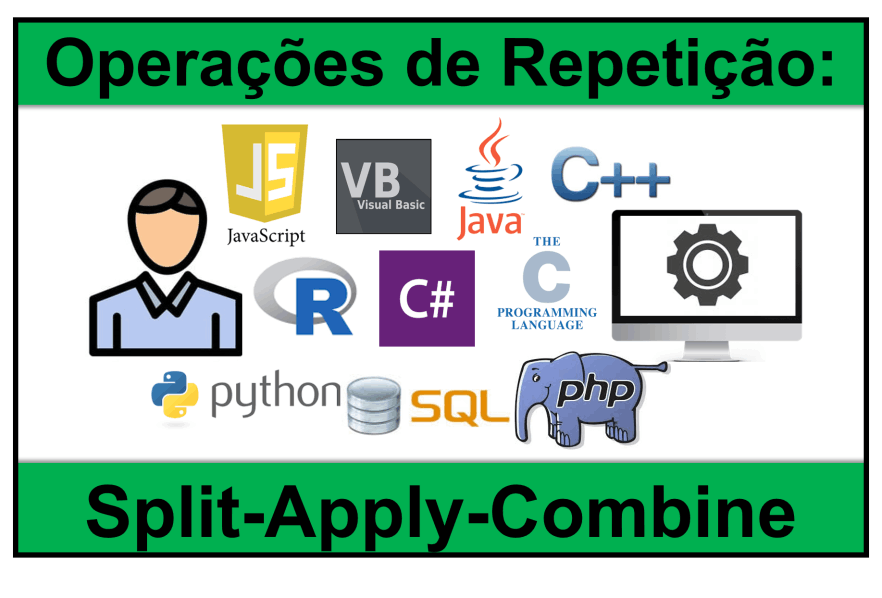 Operações de Repetição:
JS
JavaScript
VB
Visual Basic
Java
C++
R
C#
THE
C
PROGRAMMING
LANGUAGE
python
SQL
php
Split-Apply-Combine